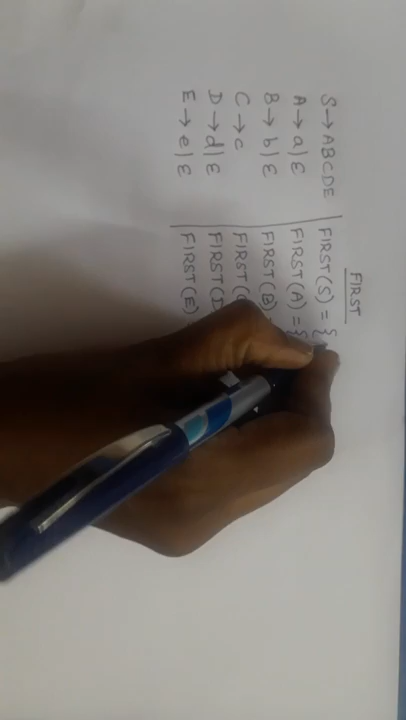 FIRST
S→ABCDE FIRST(S) = {
A→a|ε FIRST(A) = {
B→b|ε FIRST(B)
C→c FIRST(
D→d|ε FIRST(D
E→e|ε FIRST(E)